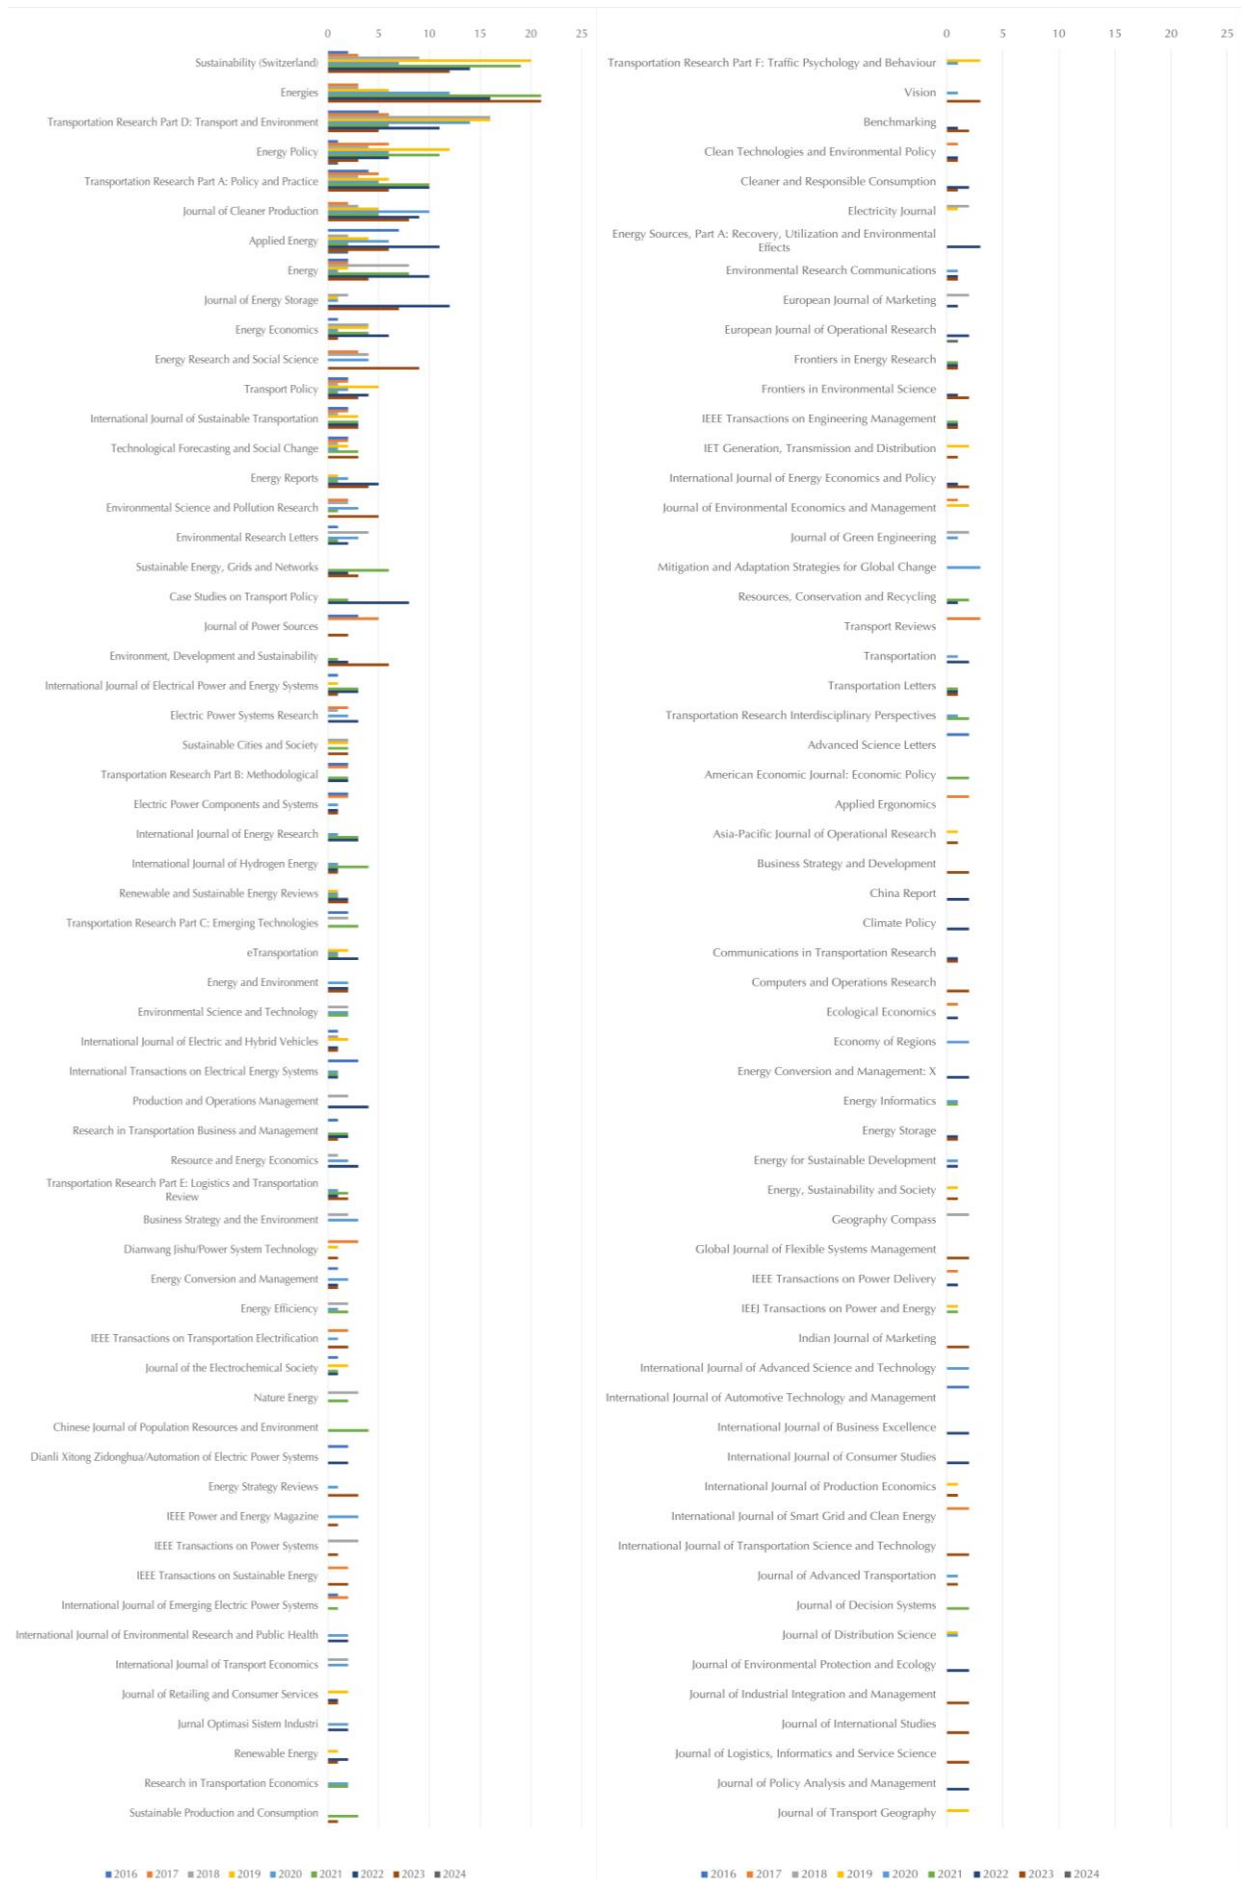 0 5 10 15 20 25
Sustainability (Switzerland)
Energies
Transportation Research Part D: Transport and Environment
Energy Policy
Transportation Research Part A: Policy and Practice
Journal of Cleaner Production
Applied Energy
Energy
Journal of Energy Storage
Energy Economics
Energy Research and Social Science
Transport Policy
International Journal of Sustainable Transportation
Technological Forecasting and Social Change
Energy Reports
Environmental Science and Pollution Research
Environmental Research Letters
Sustainable Energy, Grids and Networks
Case Studies on Transport Policy
Journal of Power Sources
Environment, Development and Sustainability
International Journal of Electrical Power and Energy Systems
Electric Power Systems Research
Sustainable Cities and Society
Transportation Research Part B: Methodological
Electric Power Components and Systems
International Journal of Energy Research
International Journal of Hydrogen Energy
Renewable and Sustainable Energy Reviews
Transportation Research Part C: Emerging Technologies
eTransportation
Energy and Environment
Environmental Science and Technology
International Journal of Electric and Hybrid Vehicles
International Transactions on Electrical Energy Systems
Production and Operations Management
Research in Transportation Business and Management
Resource and Energy Economics
Transportation Research Part E: Logistics and Transportation
Review
Business Strategy and the Environment
Dianwang Jishu/Power System Technology
Energy Conversion and Management
Energy Efficiency
IEEE Transactions on Transportation Electrification
Journal of the Electrochemical Society
Nature Energy
Chinese Journal of Population Resources and Environment
Dianli Xitong Zidonghua/Automation of Electric Power Systems
Energy Strategy Reviews
IEEE Power and Energy Magazine
IEEE Transactions on Power Systems
IEEE Transactions on Sustainable Energy
International Journal of Emerging Electric Power Systems
International Journal of Environmental Research and Public Health
International Journal of Transport Economics
Journal of Retailing and Consumer Services
Jurnal Optimasi Sistem Industri
Renewable Energy
Research in Transportation Economics
Sustainable Production and Consumption
2016 2017 2018 2019 2020 2021 2022 2023 2024
0 5 10 15 20 25
Transportation Research Part F: Traffic Psychology and Behaviour
Vision
Benchmarking
Clean Technologies and Environmental Policy
Cleaner and Responsible Consumption
Electricity Journal
Energy Sources, Part A: Recovery, Utilization and Environmental
Effects
Environmental Research Communications
European Journal of Marketing
European Journal of Operational Research
Frontiers in Energy Research
Frontiers in Environmental Science
IEEE Transactions on Engineering Management
IET Generation, Transmission and Distribution
International Journal of Energy Economics and Policy
Journal of Environmental Economics and Management
Journal of Green Engineering
Mitigation and Adaptation Strategies for Global Change
Resources, Conservation and Recycling
Transport Reviews
Transportation
Transportation Letters
Transportation Research Interdisciplinary Perspectives
Advanced Science Letters
American Economic Journal: Economic Policy
Applied Ergonomics
Asia-Pacific Journal of Operational Research
Business Strategy and Development
China Report
Climate Policy
Communications in Transportation Research
Computers and Operations Research
Ecological Economics
Economy of Regions
Energy Conversion and Management: X
Energy Informatics
Energy Storage
Energy for Sustainable Development
Energy, Sustainability and Society
Geography Compass
Global Journal of Flexible Systems Management
IEEE Transactions on Power Delivery
IEEJ Transactions on Power and Energy
Indian Journal of Marketing
International Journal of Advanced Science and Technology
International Journal of Automotive Technology and Management
International Journal of Business Excellence
International Journal of Consumer Studies
International Journal of Production Economics
International Journal of Smart Grid and Clean Energy
International Journal of Transportation Science and Technology
Journal of Advanced Transportation
Journal of Decision Systems
Journal of Distribution Science
Journal of Environmental Protection and Ecology
Journal of Industrial Integration and Management
Journal of International Studies
Journal of Logistics, Informatics and Service Science
Journal of Policy Analysis and Management
Journal of Transport Geography
2016 2017 2018 2019 2020 2021 2022 2023 2024